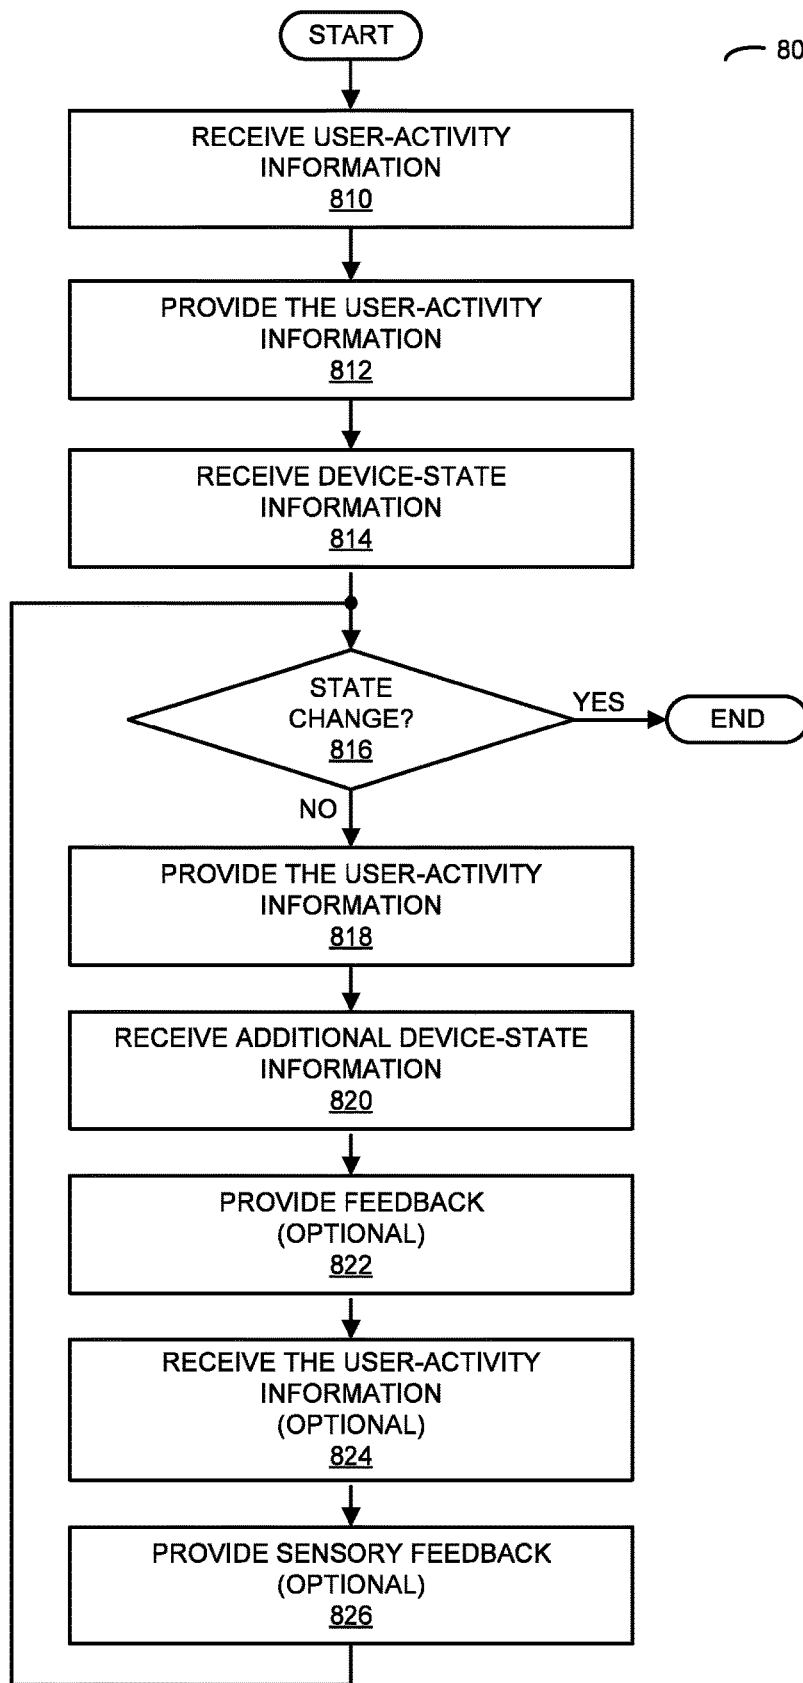 START
80
RECEIVE USER-ACTIVITY
INFORMATION
810
PROVIDE THE USER-ACTIVITY
INFORMATION
812
RECEIVE DEVICE-STATE
INFORMATION
814
STATE
CHANGE?
816
YES
END
NO
PROVIDE THE USER-ACTIVITY
INFORMATION
818
RECEIVE ADDITIONAL DEVICE-STATE
INFORMATION
820
PROVIDE FEEDBACK
(OPTIONAL)
822
RECEIVE THE USER-ACTIVITY
INFORMATION
(OPTIONAL)
824
PROVIDE SENSORY FEEDBACK
(OPTIONAL)
826